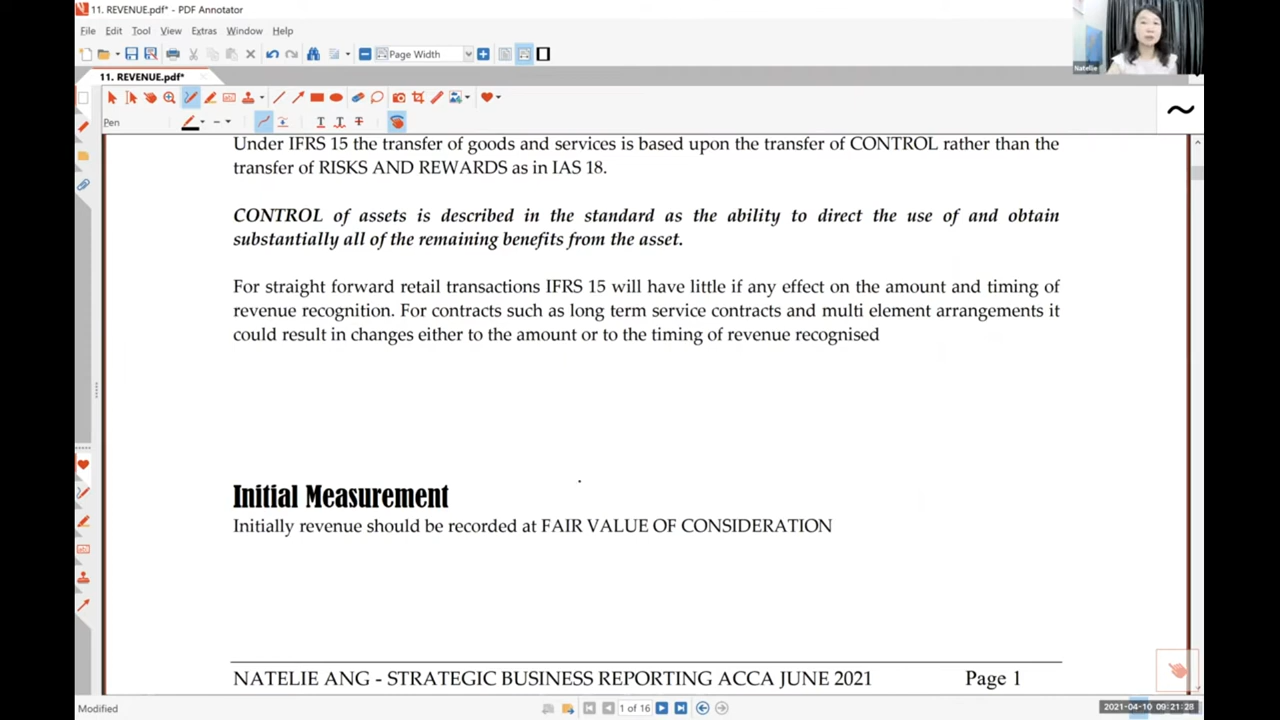 11. REVENUE.pdf* - PDF Annotator
File Edit Tool View Extras Window Help
Page Width
11. REVENUE.pdf*
Pen
Under IFRS 15 the transfer of goods and services is based upon the transfer of CONTROL rather than the
transfer of RISKS AND REWARDS as in IAS 18.
CONTROL of assets is described in the standard as the ability to direct the use of and obtain
substantially all of the remaining benefits from the asset.
For straight forward retail transactions IFRS 15 will have little if any effect on the amount and timing of
revenue recognition. For contracts such as long term service contracts and multi element arrangements it
could result in changes either to the amount or to the timing of revenue recognised
Initial Measurement
Initially revenue should be recorded at FAIR VALUE OF CONSIDERATION
NATELIE ANG - STRATEGIC BUSINESS REPORTING ACCA JUNE 2021 Page 1
Modified
1 of 16
2021-04-10 09:21:28
Natelie